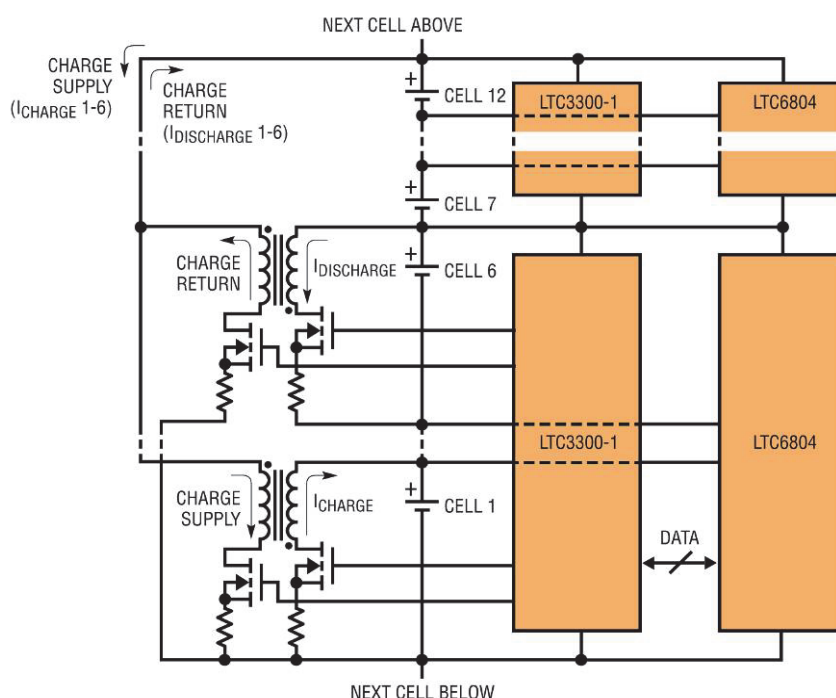 NEXT CELL ABOVE
CHARGE
SUPPLY
(ICHARGE 1-6)
CHARGE
RETURN
(IDISCHARGE 1-6)
+
CELL 12
LTC3300-1
LTC6804
+
CELL 7
CHARGE
RETURN
IDISCHARGE
+
CELL 6
LTC3300-1
LTC6804
CHARGE
SUPPLY
ICHARGE
+
CELL 1
DATA
NEXT CELL BELOW